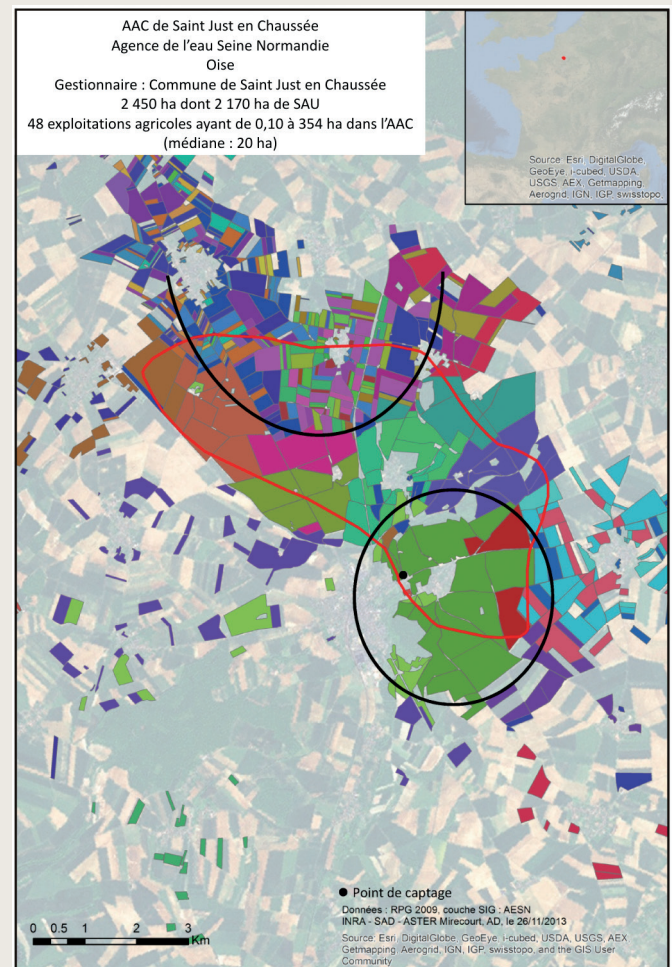 AAC de Saint Just en Chaussée
Agence de l’eau Seine Normandie
Oise
Gestionnaire : Commune de Saint Just en Chaussée
2 450 ha dont 2 170 ha de SAU
48 exploitations agricoles ayant de 0,10 à 354 ha dans l’AAC
(médiane : 20 ha)
Source: Esri, DigitalGlobe,
GeoEye, i-cubed, USDA,
USGS, AEX, Getmapping,
Aerogrid, IGN, IGP, swisstopo,
Point de captage
Données : RPG 2009, couche SIG : AESN
INRA - SAD - ASTER Mirecourt, AD, le 26/11/2013
Source: Esri, DigitalGlobe, GeoEye, i-cubed, USDA, USGS, AEX,
Getmapping, Aerogrid, IGN, IGP, swisstopo, and the GIS User
Community
0 0.5 1 2 3
Km